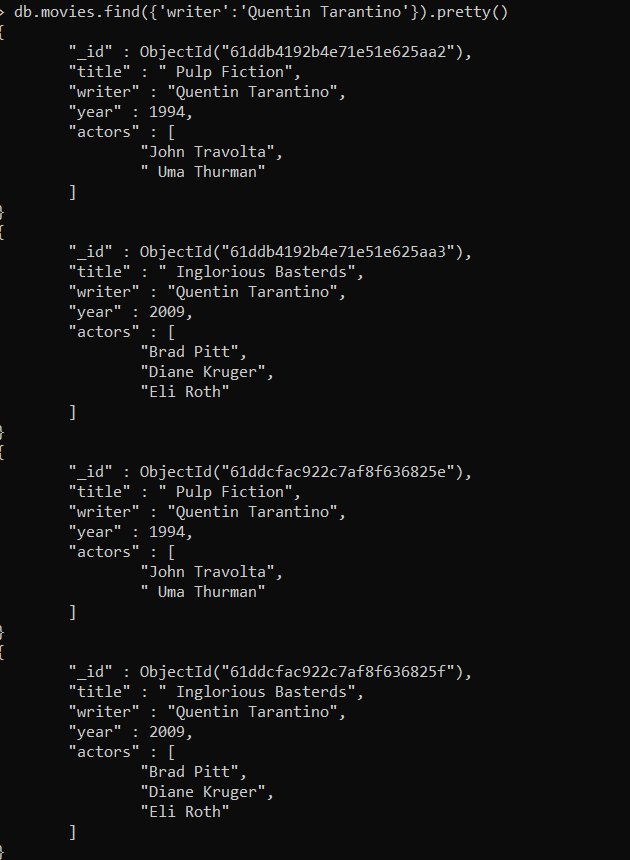 > db.movies.find({'writer':'Quentin Tarantino'}).pretty()
{
        "_id" : ObjectId("61ddb4192b4e71e51e625aa2"),
        "title" : " Pulp Fiction",
        "writer" : "Quentin Tarantino",
        "year" : 1994,
        "actors" : [
                "John Travolta",
                " Uma Thurman"
        ]
}
{
        "_id" : ObjectId("61ddb4192b4e71e51e625aa3"),
        "title" : " Inglorious Basterds",
        "writer" : "Quentin Tarantino",
        "year" : 2009,
        "actors" : [
                "Brad Pitt",
                "Diane Kruger",
                "Eli Roth"
        ]
}
{
        "_id" : ObjectId("61ddcfac922c7af8f636825e"),
        "title" : " Pulp Fiction",
        "writer" : "Quentin Tarantino",
        "year" : 1994,
        "actors" : [
                "John Travolta",
                " Uma Thurman"
        ]
}
{
        "_id" : ObjectId("61ddcfac922c7af8f636825f"),
        "title" : " Inglorious Basterds",
        "writer" : "Quentin Tarantino",
        "year" : 2009,
        "actors" : [
                "Brad Pitt",
                "Diane Kruger",
                "Eli Roth"
        ]
}